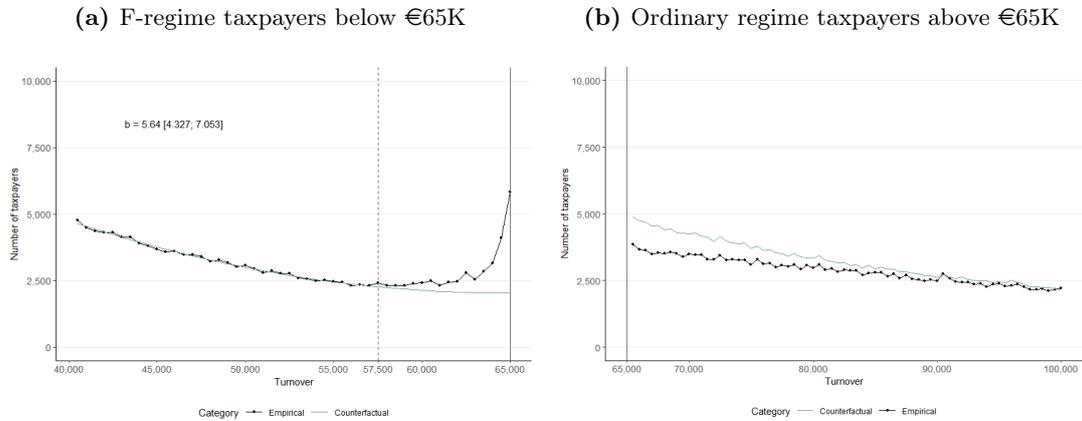 (a) F-regime taxpayers below €65K
10,000
7,500
5,000
2,500
0
Number of taxpayers
b = 5.64 [4.327; 7.053]
40,000 45,000 50,000 55,000 57,500 60,000 65,000
Turnover
Category Empirical Counterfactual
(b) Ordinary regime taxpayers above €65K
10,000
7,500
5,000
2,500
0
Number of taxpayers
65,000 70,000 80,000 90,000 100,000
Turnover
Category Counterfactual Empirical